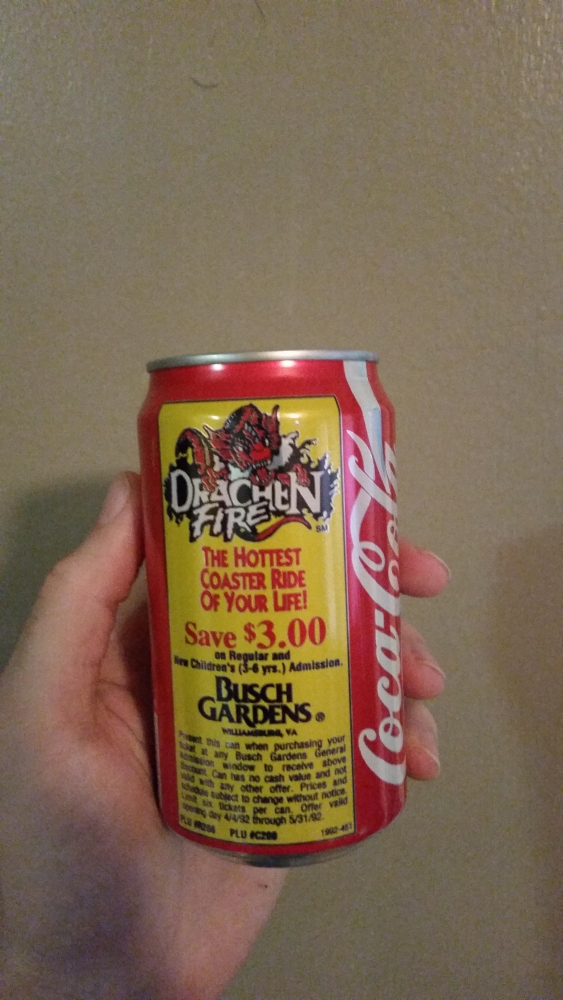 DRACHEN
FIRE SM
THE HOTTEST
COASTER RIDE
OF YOUR LIFE!
Save $3.00
on Regular and
New Children's (3-6 yrs.) Admission.
BUSCH
GARDENS®
WILLIAMSBURG, VA
Present this can when purchasing your
ticket at any Busch Gardens General
Admission window to receive above
discount. Can has no cash value and not
valid with any other offer. Prices and
schedule subject to change without notice.
Limit six tickets per can. Offer valid
opening day 4/4/92 through 5/31/92.
PLU #R286 PLU #C298 1992-463
Coca-Cola